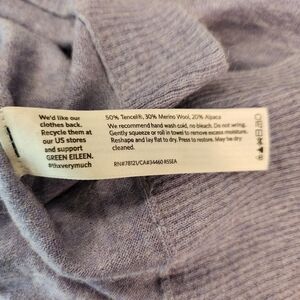 We'd like our
clothes back.
Recycle them at
our US stores
and support
GREEN EILEEN.
#thxverymuch
50% Tencel®, 30% Merino Wool, 20% Alpaca
We recommend hand wash cold, no bleach. Do not wring.
Gently squeeze or roll in towel to remove excess moisture.
Reshape and lay flat to dry. Press to restore. May be dry
cleaned.
RN#78121/CA#34460 R5SEA